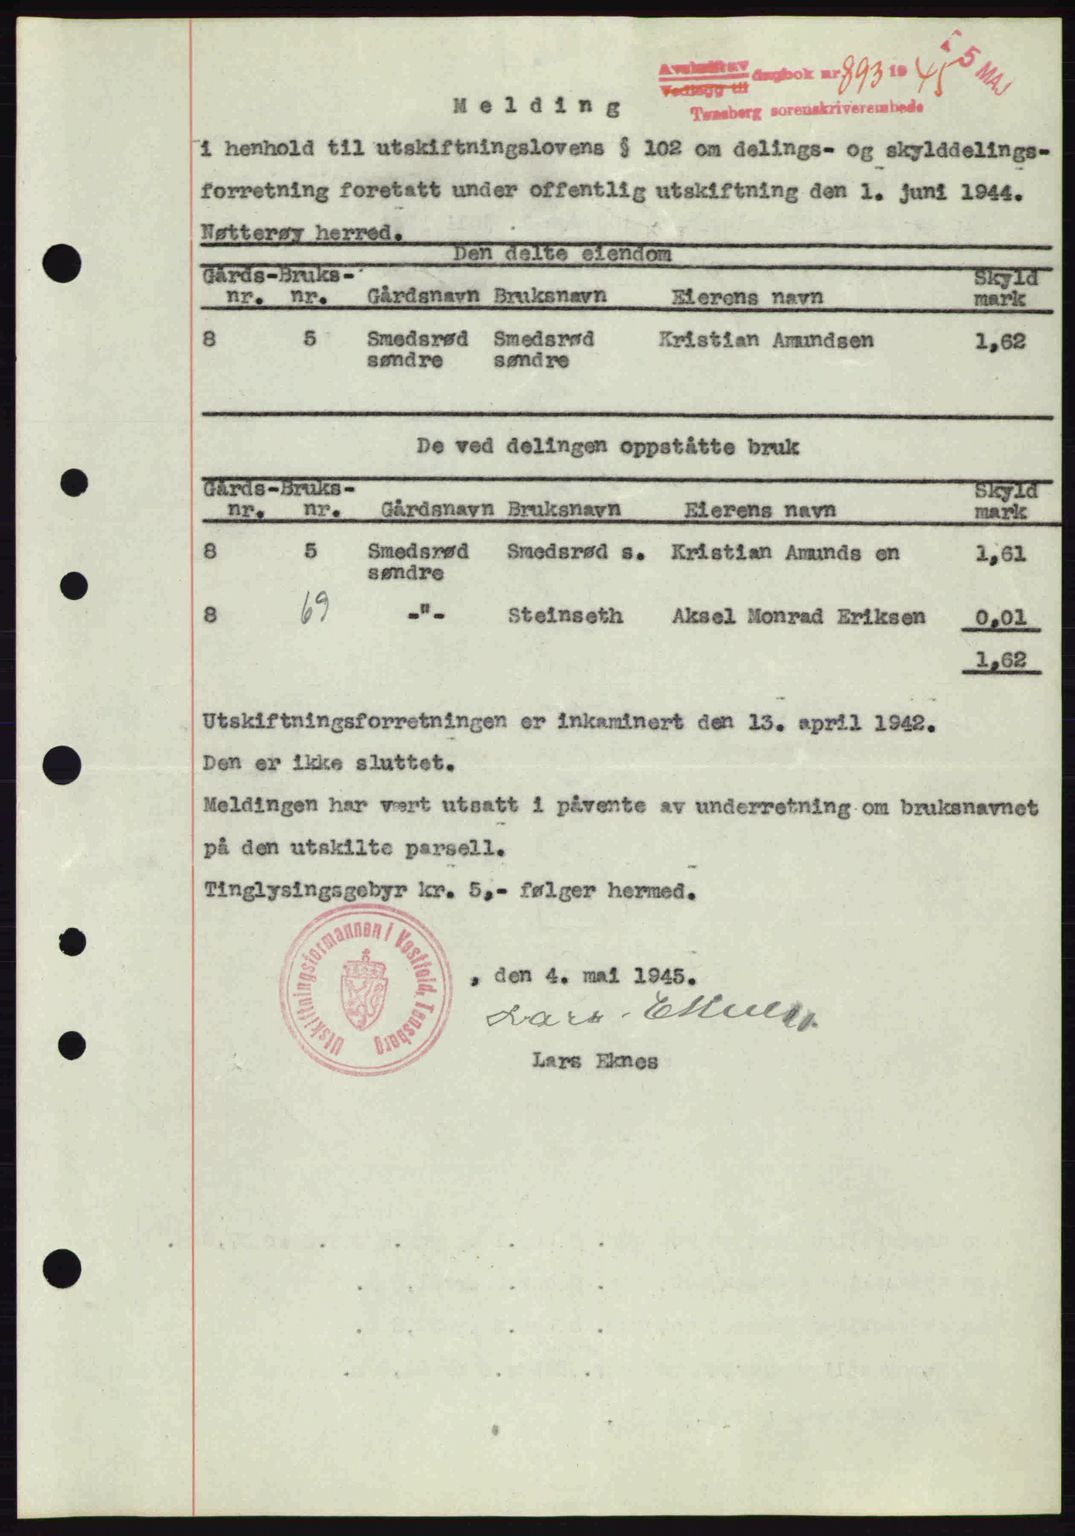 5 MAJ
Avskrift av
Vedlegg til dagbok nr 893 19 45
Tønsberg sorenskriverembede
Melding
i henhold til utskiftningslovens § 102 om delings- og skylddelings-
forretning foretatt under offentlig utskiftning den 1. juni 1944.
Nøtterøy herred.
Den delte eiendom
Gårds- Bruks- Skyld
nr. nr. Gårdsnavn Bruksnavn Eierens navn mark
8 5 Smedsrød Smedsrød Kristian Amundsen 1,62
søndre søndre
De ved delingen oppståtte bruk
Gårds- Bruks- Skyld
nr. nr. Gårdsnavn Bruksnavn Eierens navn mark
8 5 Smedsrød Smedsrød s. Kristian Amunds en 1,61
søndre
8 69 -"- Steinseth Aksel Monrad Eriksen 0,01
1,62
Utskiftningsforretningen er inkaminert den 13. april 1942.
Den er ikke sluttet.
Meldingen har vært utsatt i påvente av underretning om bruksnavnet
på den utskilte parsell.
Tinglysingsgebyr kr. 5,- følger hermed.
Utskiftningsformannen i Vestfold, Tønsberg
, den 4. mai 1945.
Lars Eknes
Lars Eknes